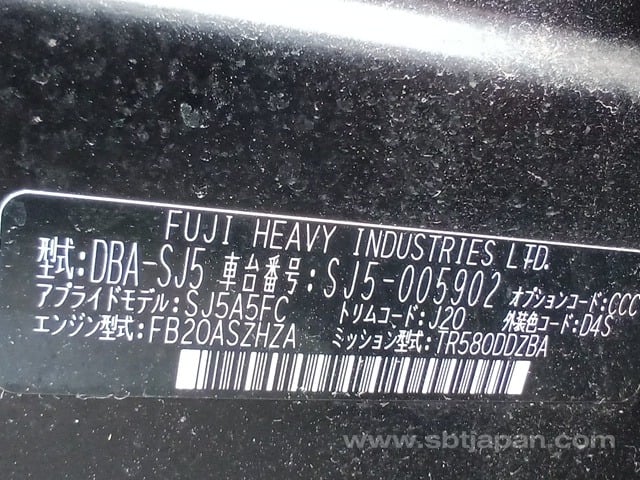 FUJI HEAVY INDUSTRIES LTD.
型式:DBA-SJ5 車台番号:SJ5-005902 オプションコード:CCC
アプライドモデル:SJ5A5FC トリムコード:J20 外装色コード:D4S
エンジン型式:FB20ASZHZA ミッション型式:TR580DDZBA
www.sbtjapan.com